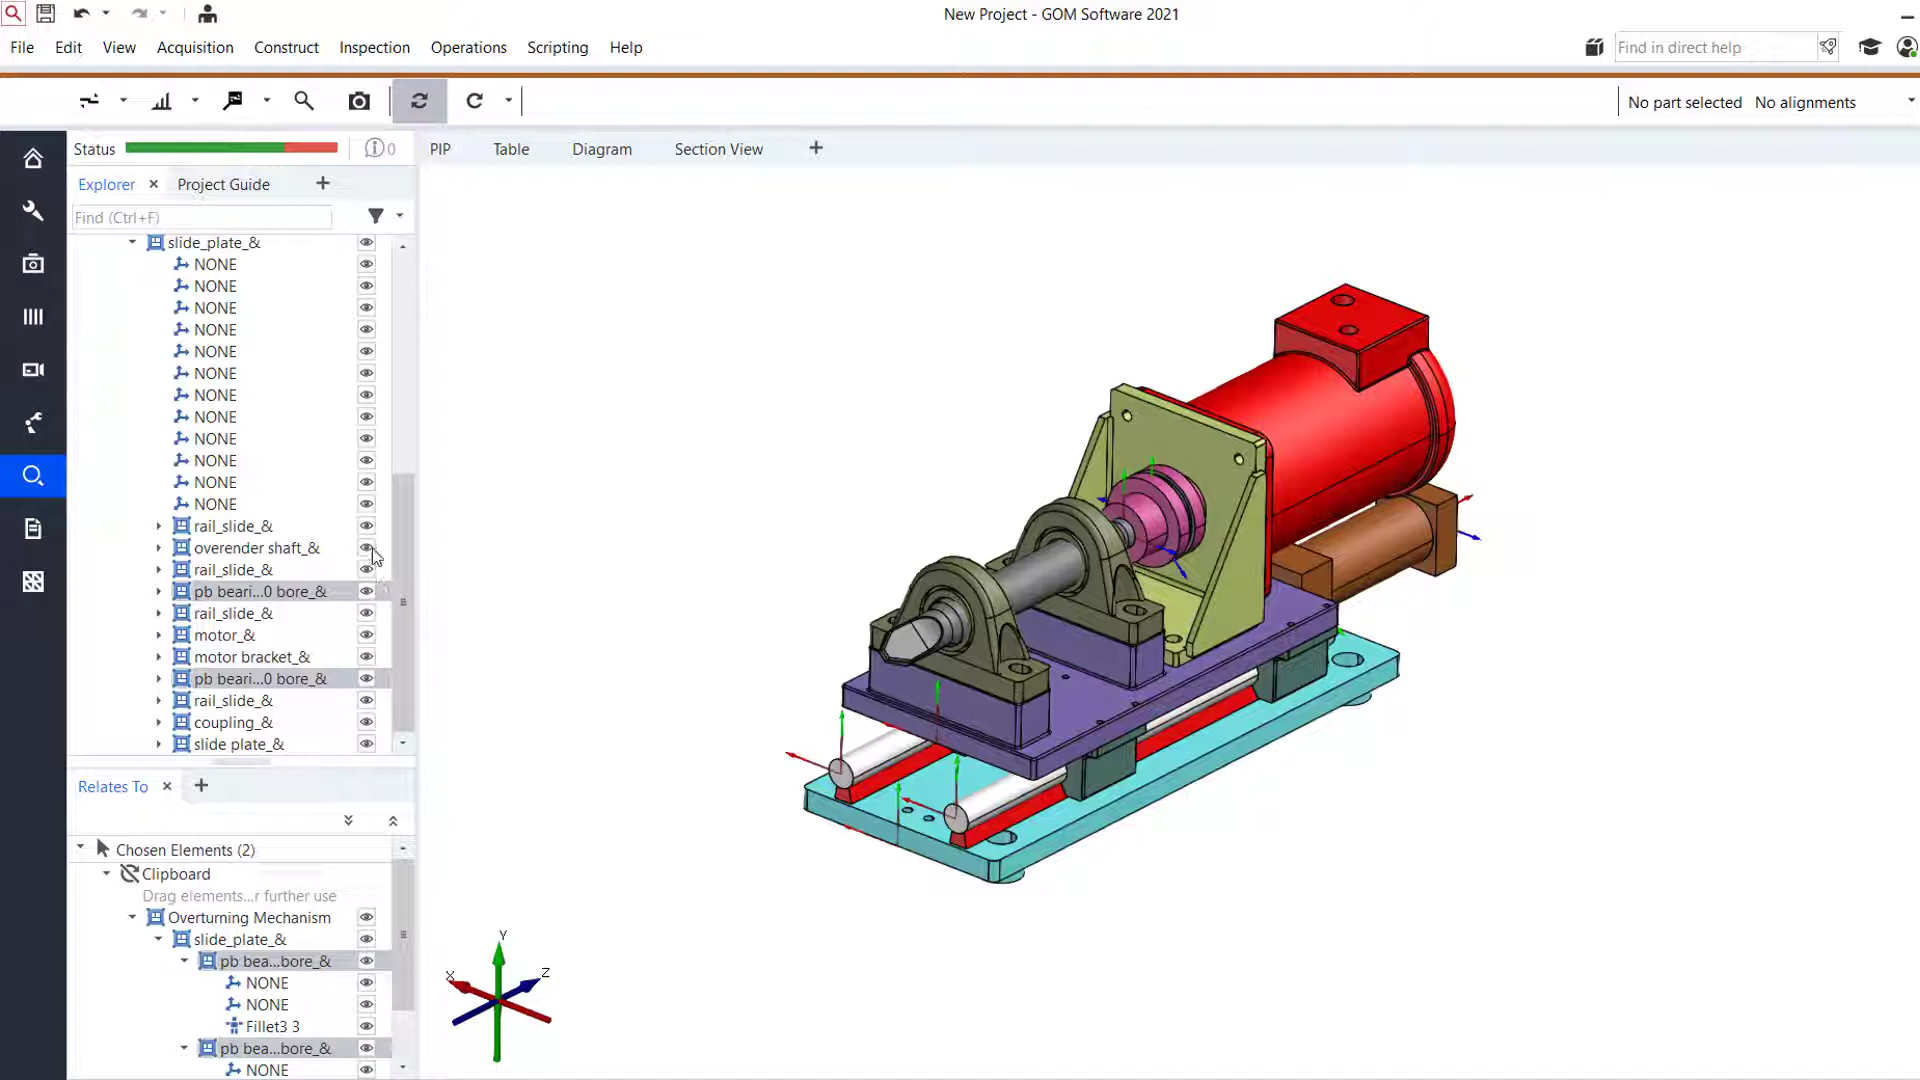 New Project - GOM Software 2021
File Edit View Acquisition Construct Inspection Operations Scripting Help
Find in direct help
No part selected No alignments
Status
0
PIP Table Diagram Section View +
Explorer × Project Guide +
Find (Ctrl+F)
slide_plate_&
NONE
NONE
NONE
NONE
NONE
NONE
NONE
NONE
NONE
NONE
NONE
NONE
rail_slide_&
overender shaft_&
rail_slide_&
pb beari...0 bore_&
rail_slide_&
motor_&
motor bracket_&
pb beari...0 bore_&
rail_slide_&
coupling_&
slide plate_&
Relates To × +
Chosen Elements (2)
Clipboard
Drag elements...r further use
Overturning Mechanism
slide_plate_&
pb bea...bore_&
NONE
NONE
Fillet3 3
pb bea...bore_&
NONE
Y
X
Z